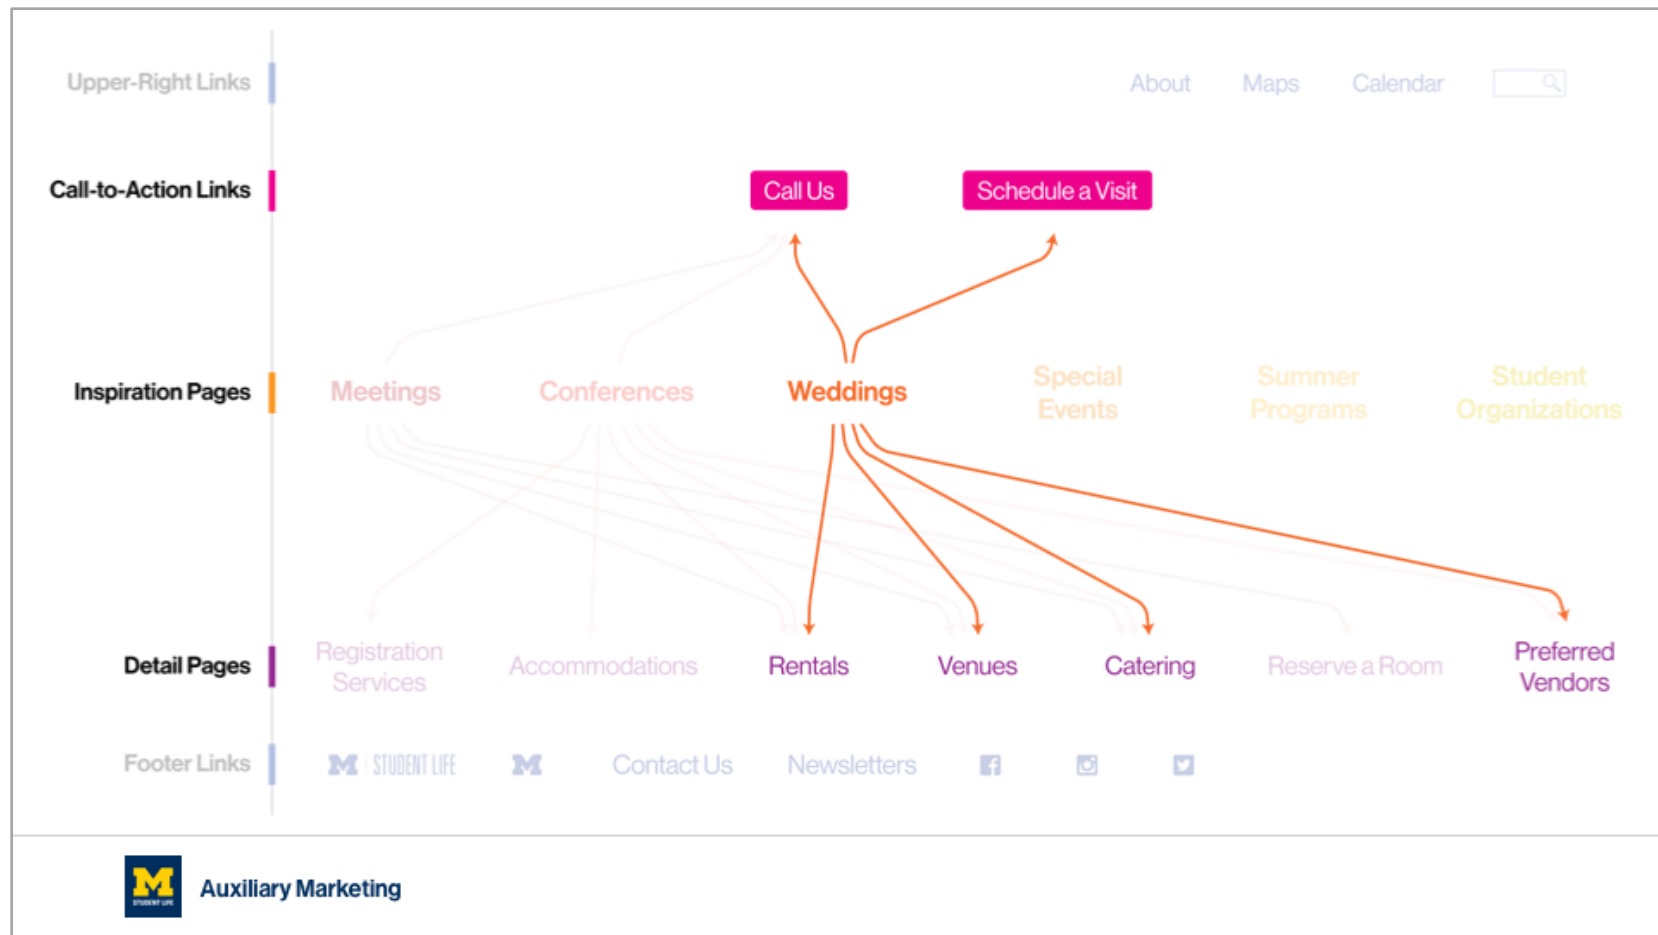 Upper-Right Links
About
Maps
Calendar
Call-to-Action Links
Call Us
Schedule a Visit
Inspiration Pages
Meetings
Conferences
Weddings
Special
Events
Summer
Programs
Student
Organizations
Detail Pages
Registration
Services
Accommodations
Rentals
Venues
Catering
Reserve a Room
Preferred
Vendors
Footer Links
M STUDENT LIFE
M
Contact Us
Newsletters
M
STUDENT LIFE
Auxiliary Marketing